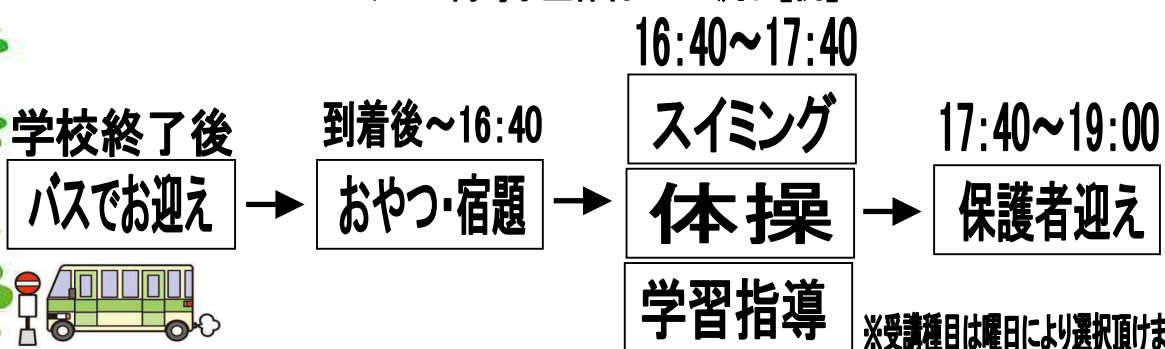 学校終了後
バスでお迎え
到着後～16:40
おやつ・宿題
16:40～17:40
スイミング
体操
学習指導
17:40～19:00
保護者迎え
※受講種目は曜日により選択頂けま